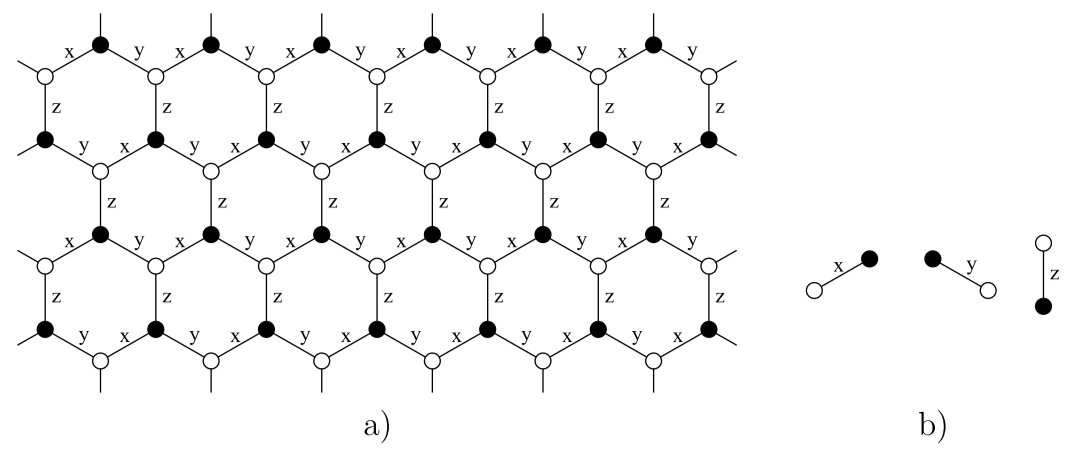 x y x y x y x y x y x y
z z z z z z z
y x y x y x y x y x y x
z z z z z z
x y x y x y x y x y x y
z z z z z z z
y x y x y x y x y x y x
a)
x y z
b)